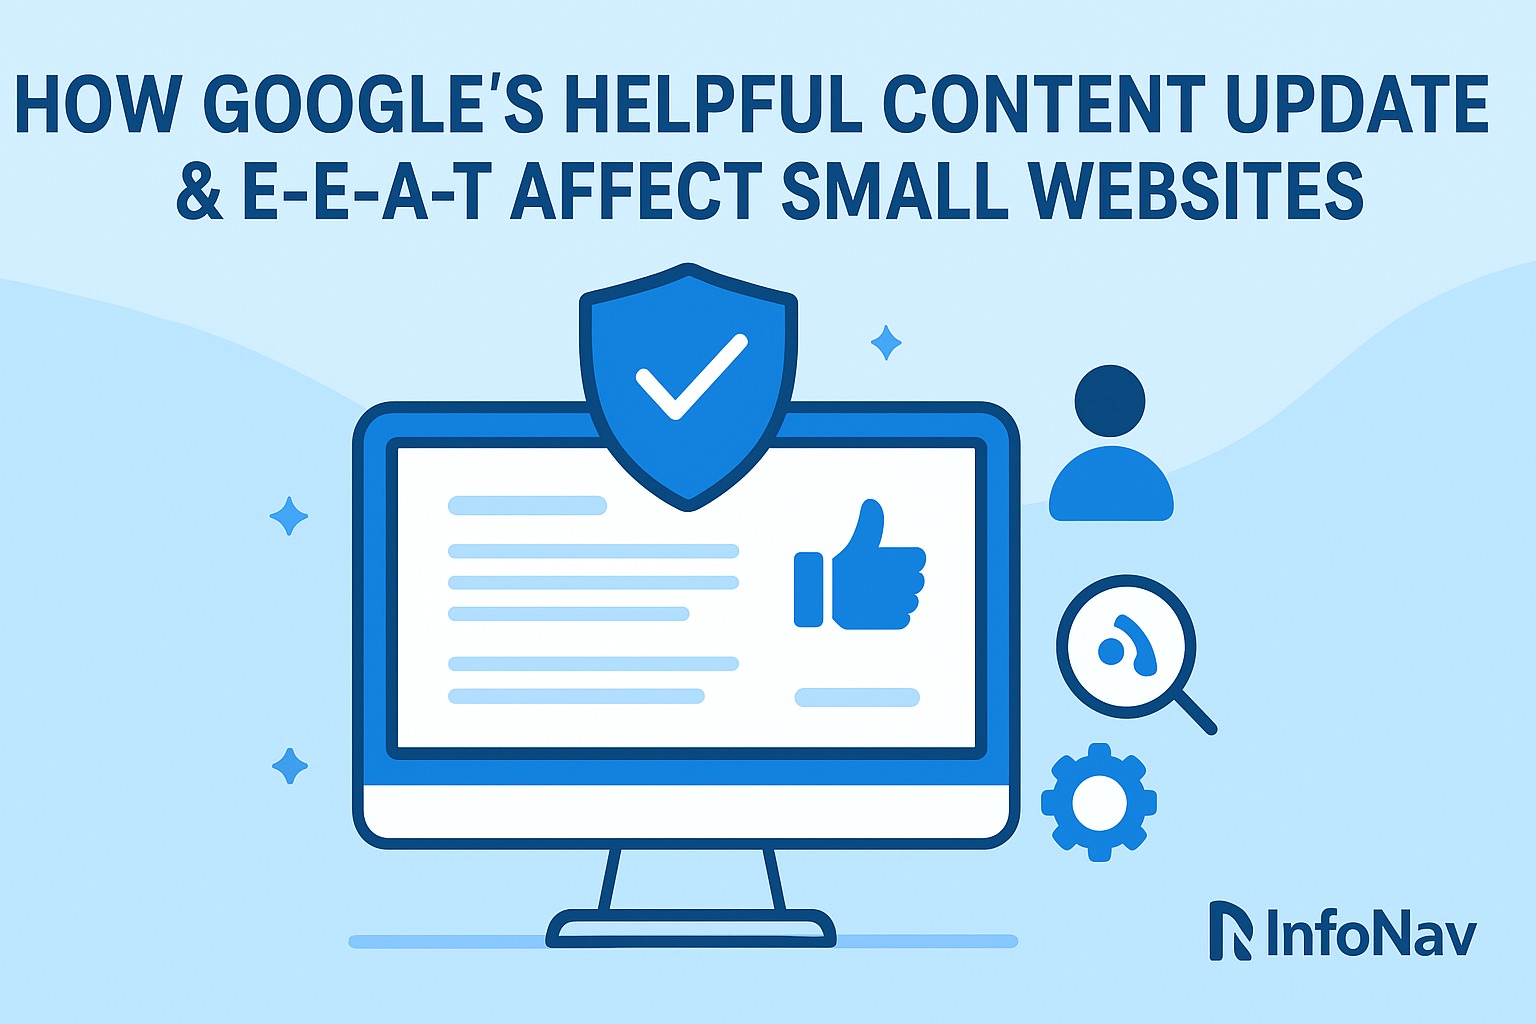 HOW GOOGLE'S HELPFUL CONTENT UPDATE
& E-E-A-T AFFECT SMALL WEBSITES
InfoNav